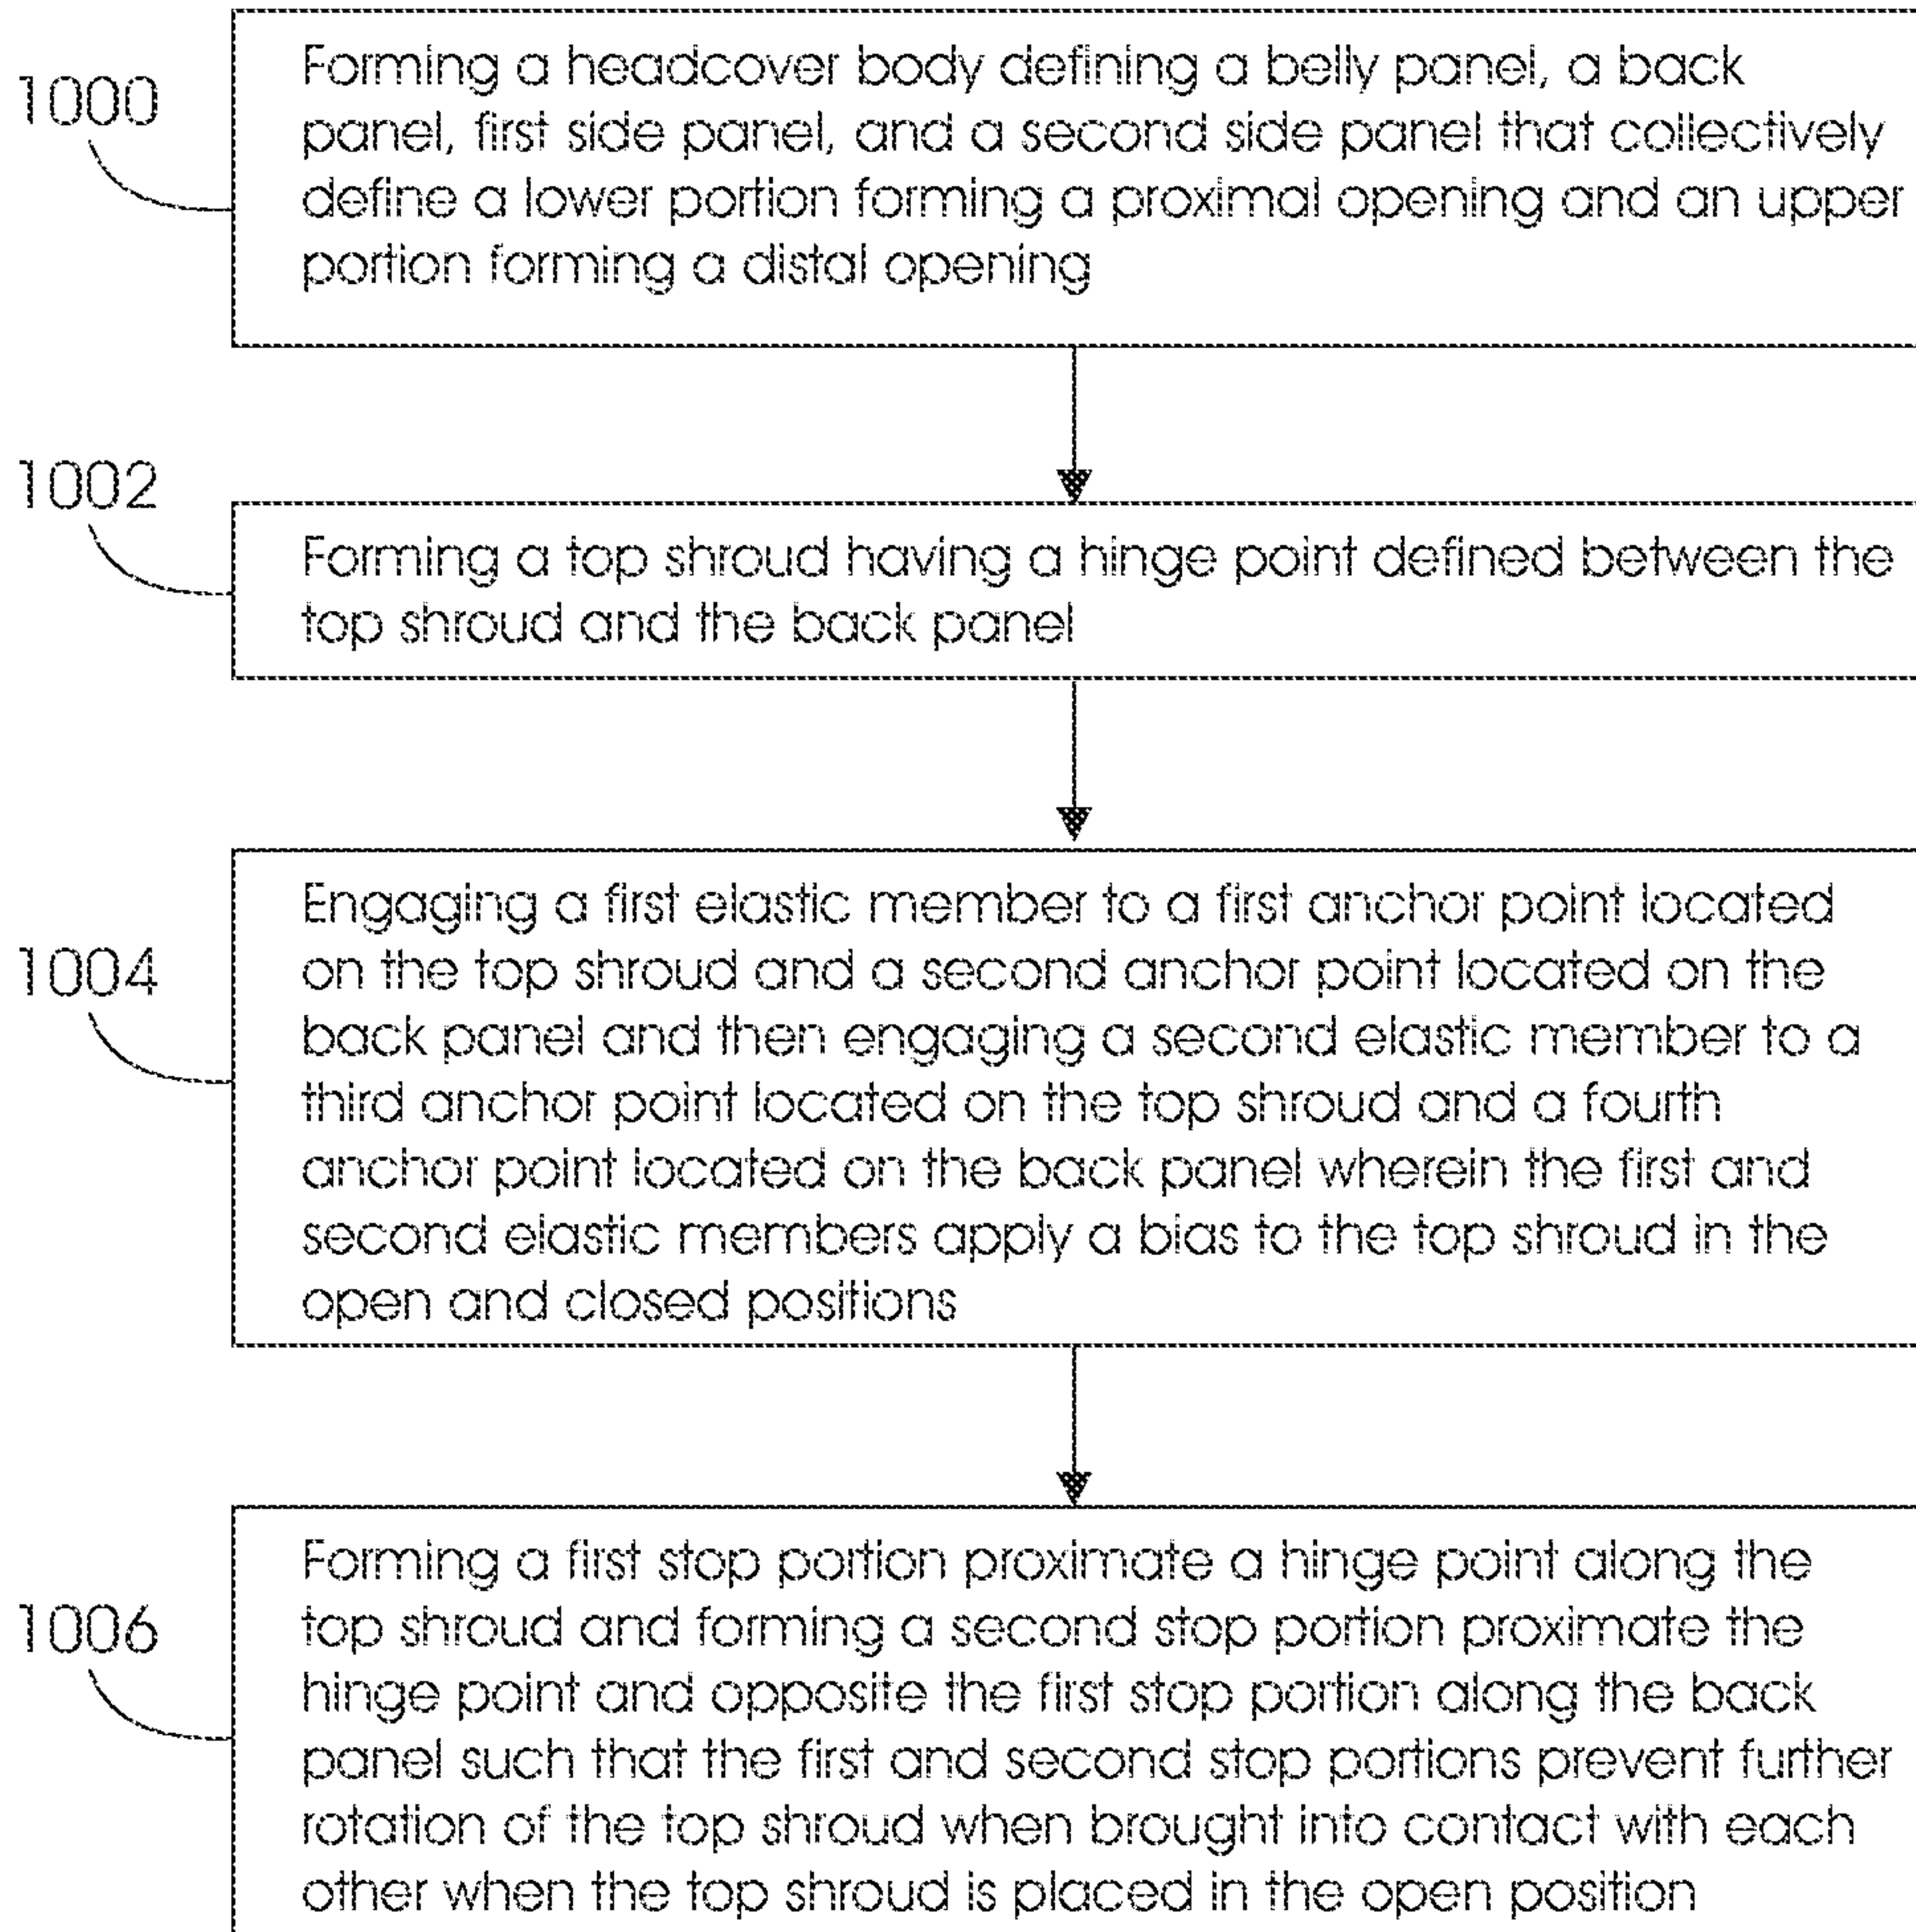 1000
Forming a headcover body defining a belly panel, a back
panel, first side panel, and a second side panel that collectively
define a lower portion forming a proximal opening and an upper
portion forming a distal opening
1002
Forming a top shroud having a hinge point defined between the
top shroud and the back panel
1004
Engaging a first elastic member to a first anchor point located
on the top shroud and a second anchor point located on the
back panel and then engaging a second elastic member to a
third anchor point located on the top shroud and a fourth
anchor point located on the back panel wherein the first and
second elastic members apply a bias to the top shroud in the
open and closed positions
1006
Forming a first stop portion proximate a hinge point along the
top shroud and forming a second stop portion proximate the
hinge point and opposite the first stop portion along the back
panel such that the first and second stop portions prevent further
rotation of the top shroud when brought into contact with each
other when the top shroud is placed in the open position